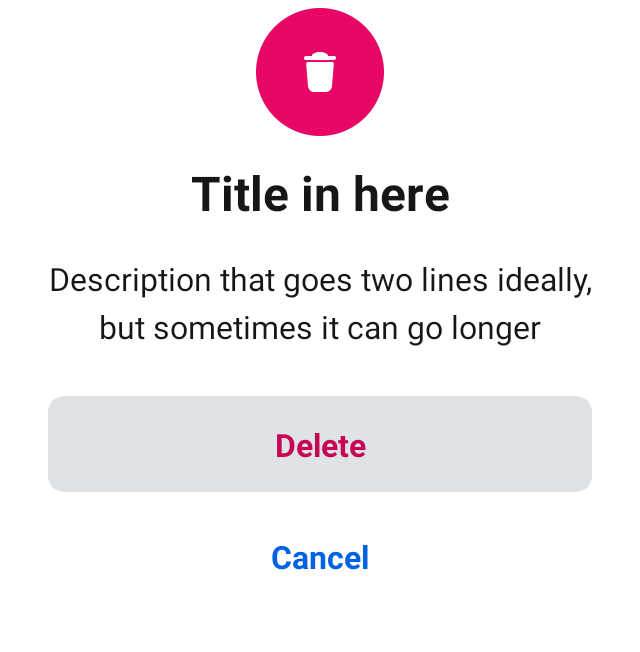 Title in here
Description that goes two lines ideally,
but sometimes it can go longer
Delete
Cancel